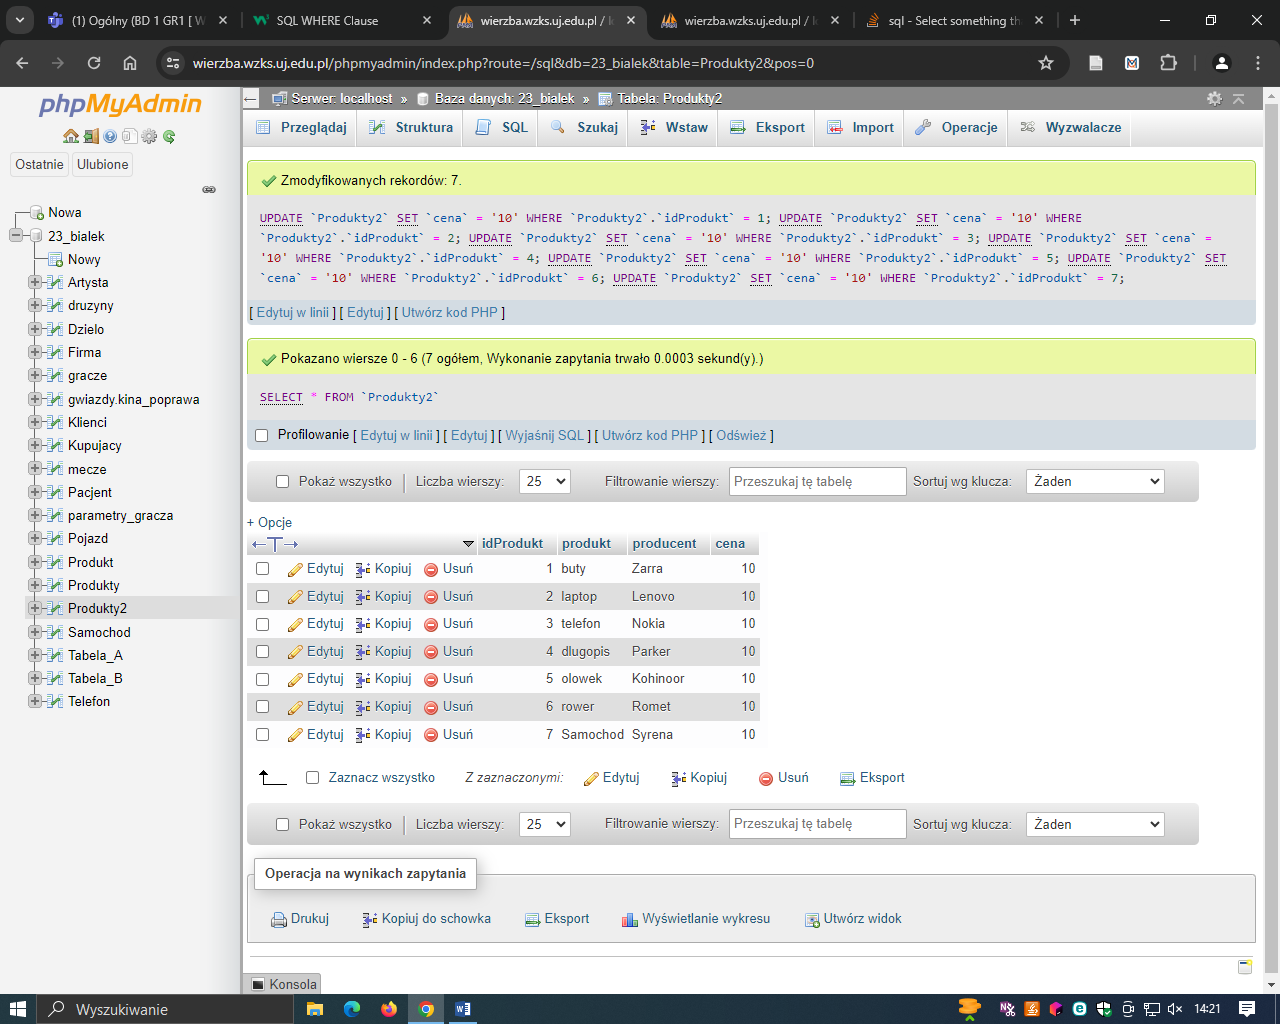 (1) Ogólny (BD 1 GR1 [ W
SQL WHERE Clause
wierzba.wzks.uj.edu.pl / k
wierzba.wzks.uj.edu.pl / k
sql - Select something th
wierzba.wzks.uj.edu.pl/phpmyadmin/index.php?route=/sql&db=23_bialek&table=Produkty2&pos=0
phpMyAdmin
Ostatnie
Ulubione
Nowa
23_bialek
Nowy
Artysta
druzyny
Dzielo
Firma
gracze
gwiazdy.kina_poprawa
Klienci
Kupujacy
mecze
Pacjent
parametry_gracza
Pojazd
Produkt
Produkty
Produkty2
Samochod
Tabela_A
Tabela_B
Telefon
Serwer: localhost » Baza danych: 23_bialek » Tabela: Produkty2
Przeglądaj Struktura SQL Szukaj Wstaw Eksport Import Operacje Wyzwalacze
Zmodyfikowanych rekordów: 7.
UPDATE `Produkty2` SET `cena` = '10' WHERE `Produkty2`.`idProdukt` = 1; UPDATE `Produkty2` SET `cena` = '10' WHERE
`Produkty2`.`idProdukt` = 2; UPDATE `Produkty2` SET `cena` = '10' WHERE `Produkty2`.`idProdukt` = 3; UPDATE `Produkty2` SET `cena` =
'10' WHERE `Produkty2`.`idProdukt` = 4; UPDATE `Produkty2` SET `cena` = '10' WHERE `Produkty2`.`idProdukt` = 5; UPDATE `Produkty2` SET
`cena` = '10' WHERE `Produkty2`.`idProdukt` = 6; UPDATE `Produkty2` SET `cena` = '10' WHERE `Produkty2`.`idProdukt` = 7;
[ Edytuj w linii ] [ Edytuj ] [ Utwórz kod PHP ]
Pokazano wiersze 0 - 6 (7 ogółem, Wykonanie zapytania trwało 0.0003 sekund(y).)
SELECT * FROM `Produkty2`
Profilowanie [ Edytuj w linii ] [ Edytuj ] [ Wyjaśnij SQL ] [ Utwórz kod PHP ] [ Odśwież ]
Pokaż wszystko | Liczba wierszy: 25 Filtrowanie wierszy: Przeszukaj tę tabelę Sortuj wg klucza: Żaden
+ Opcje
←T→ idProdukt produkt producent cena
Edytuj Kopiuj Usuń 1 buty Zarra 10
Edytuj Kopiuj Usuń 2 laptop Lenovo 10
Edytuj Kopiuj Usuń 3 telefon Nokia 10
Edytuj Kopiuj Usuń 4 dlugopis Parker 10
Edytuj Kopiuj Usuń 5 olowek Kohinoor 10
Edytuj Kopiuj Usuń 6 rower Romet 10
Edytuj Kopiuj Usuń 7 Samochod Syrena 10
Zaznacz wszystko Z zaznaczonymi: Edytuj Kopiuj Usuń Eksport
Pokaż wszystko | Liczba wierszy: 25 Filtrowanie wierszy: Przeszukaj tę tabelę Sortuj wg klucza: Żaden
Operacja na wynikach zapytania
Drukuj Kopiuj do schowka Eksport Wyświetlanie wykresu Utwórz widok
Konsola
Wyszukiwanie
14:21